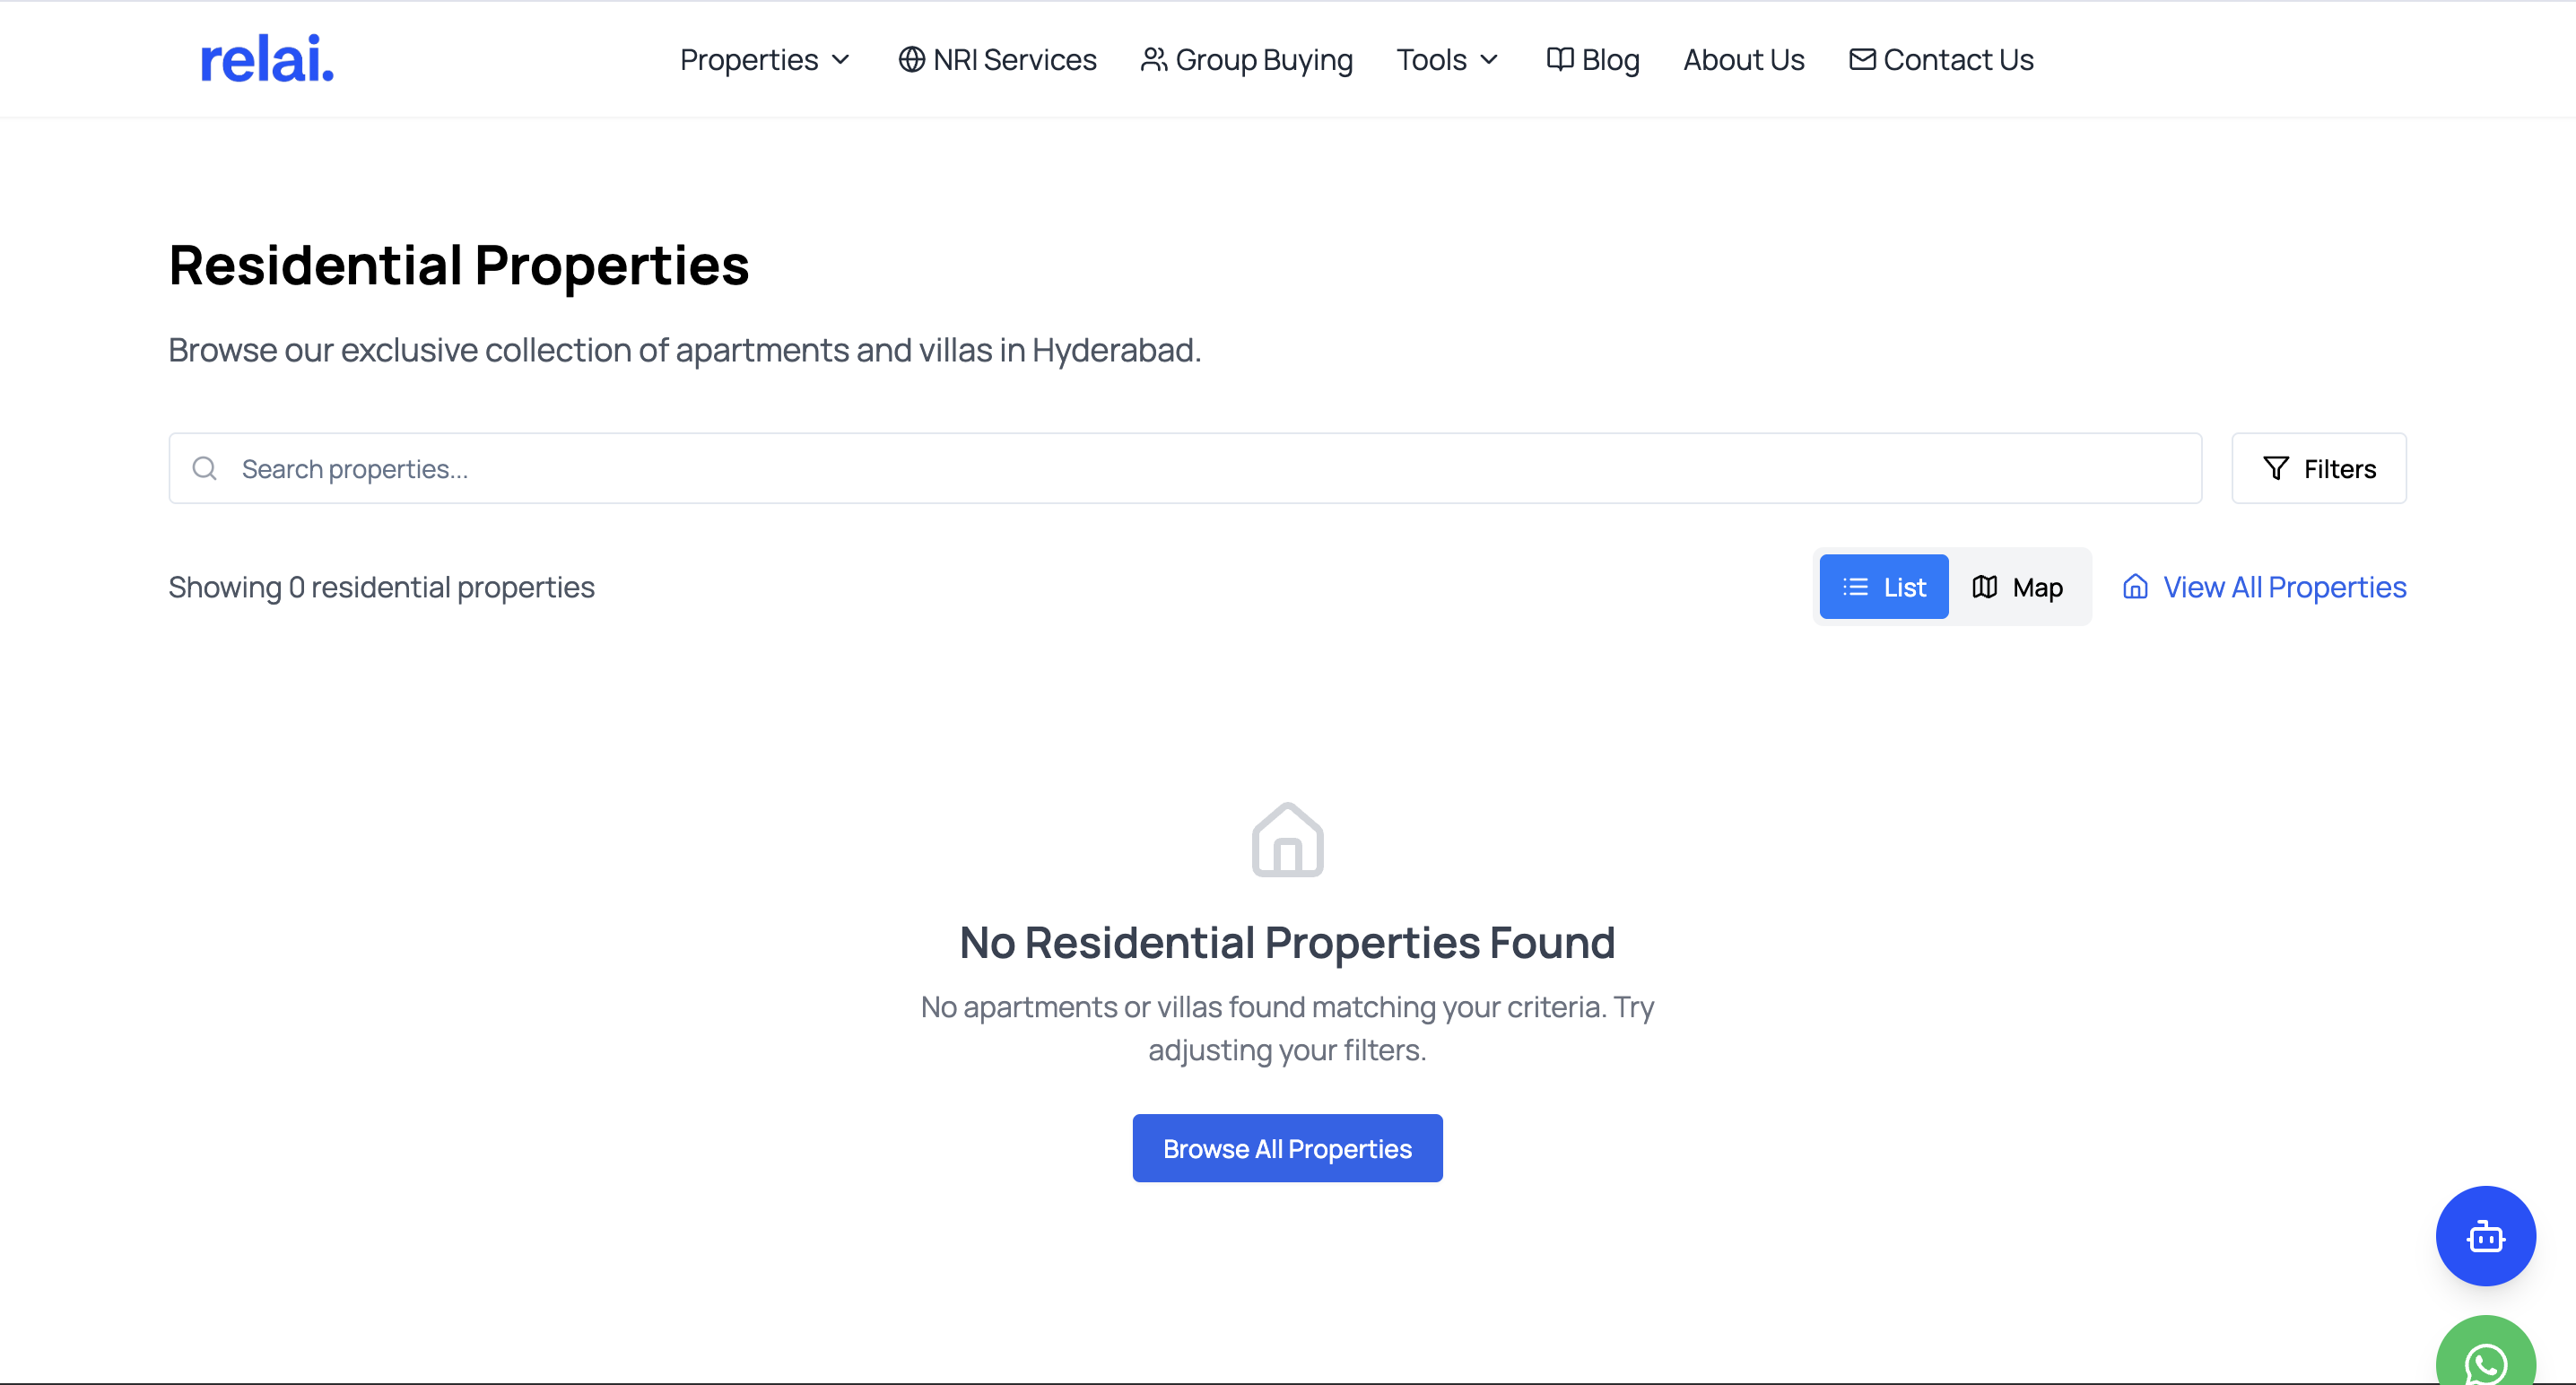 relai.
Properties
NRI Services
Group Buying
Tools
Blog
About Us
Contact Us
Residential Properties
Browse our exclusive collection of apartments and villas in Hyderabad.
Search properties...
Filters
Showing 0 residential properties
List
Map
View All Properties
No Residential Properties Found
No apartments or villas found matching your criteria. Try
adjusting your filters.
Browse All Properties